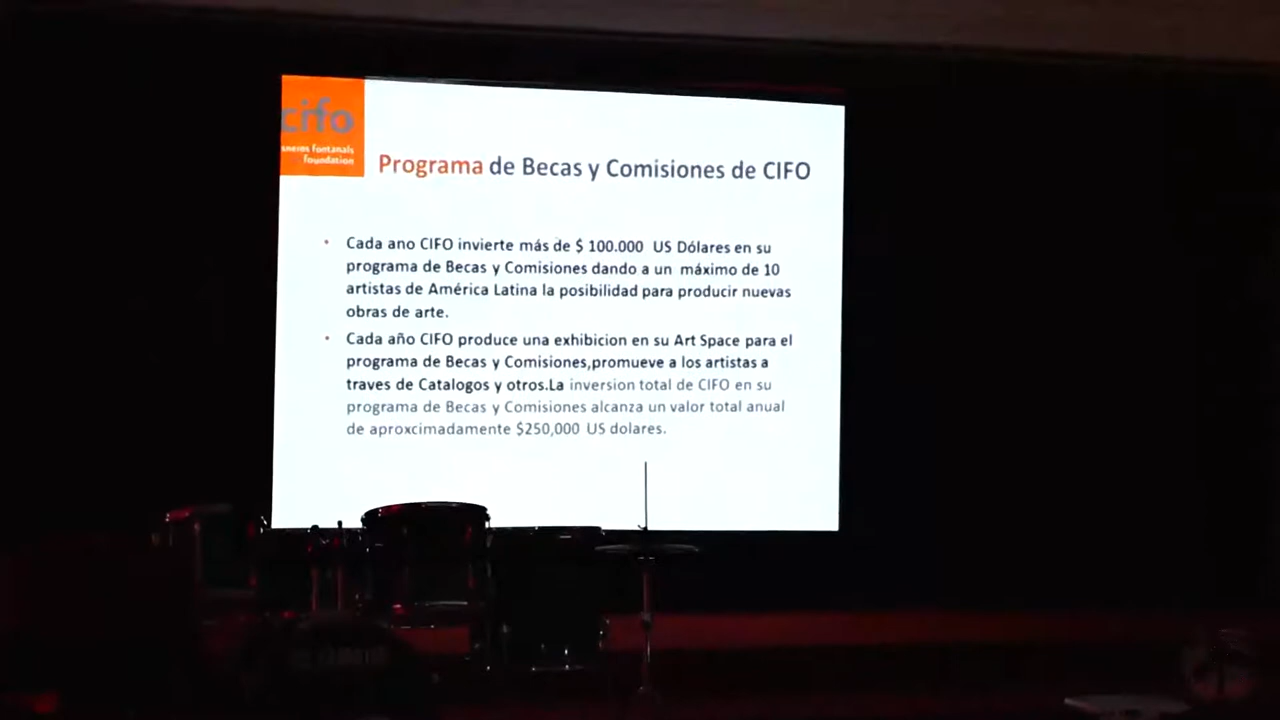 cifo
foundation
Programa de Becas y Comisiones de CIFO
• Cada ano CIFO invierte más de $ 100.000 US Dólares en su
programa de Becas y Comisiones dando a un máximo de 10
artistas de América Latina la posibilidad para producir nuevas
obras de arte.
• Cada año CIFO produce una exhibicion en su Art Space para el
programa de Becas y Comisiones,promueve a los artistas a
traves de Catalogos y otros.La inversion total de CIFO en su
programa de Becas y Comisiones alcanza un valor total anual
de aproxcimadamente $250,000 US dolares.